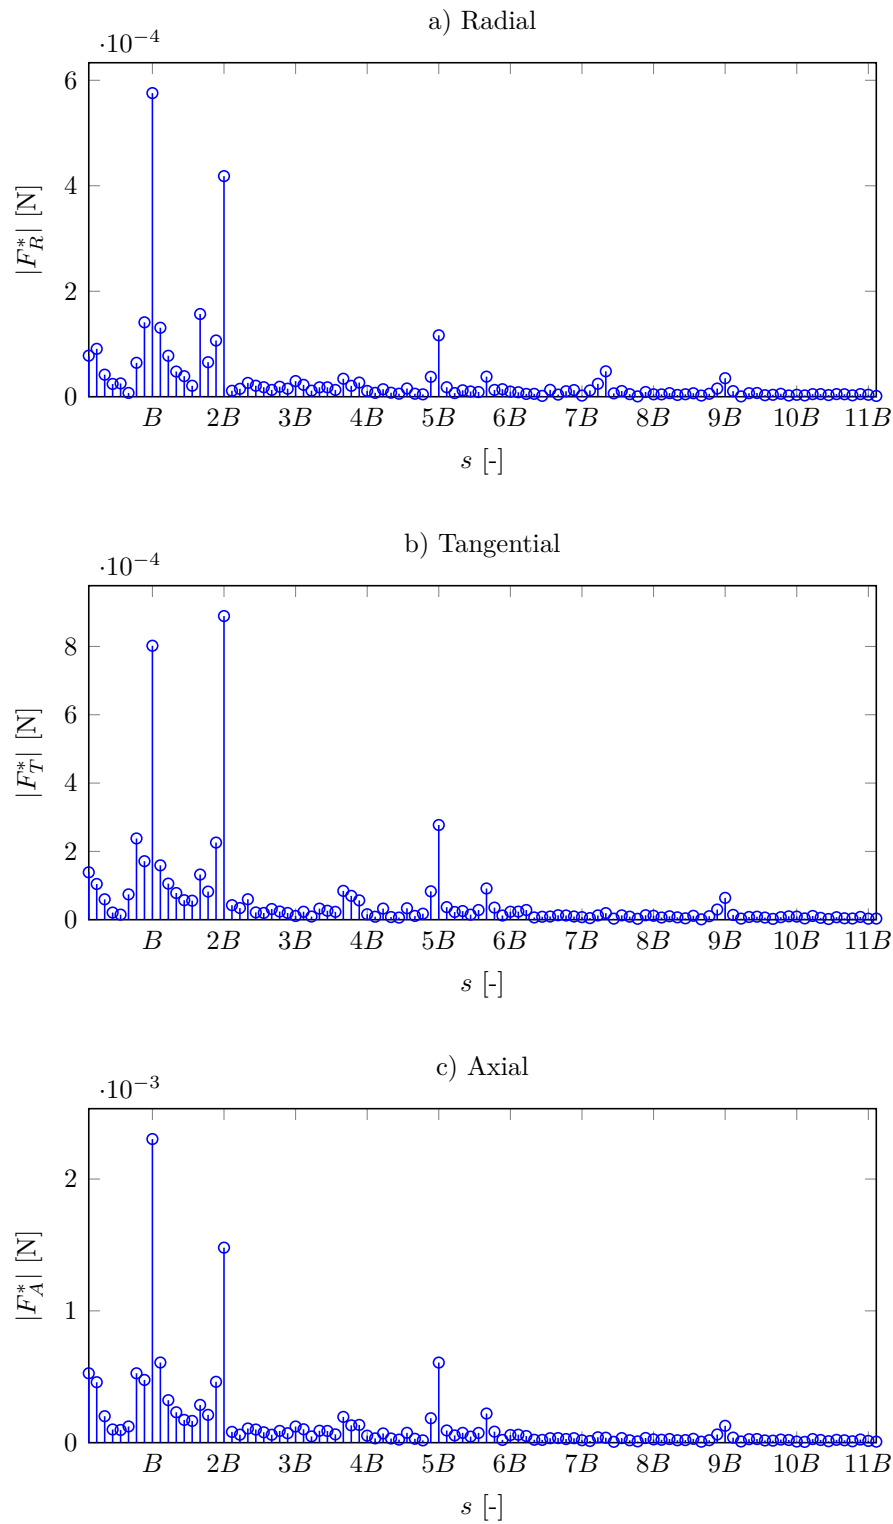 a) Radial
·10⁻⁴
6
4
2
0
|F*_R| [N]
B 2B 3B 4B 5B 6B 7B 8B 9B 10B 11B
s [-]
b) Tangential
·10⁻⁴
8
6
4
2
0
|F*_T| [N]
B 2B 3B 4B 5B 6B 7B 8B 9B 10B 11B
s [-]
c) Axial
·10⁻³
2
1
0
|F*_A| [N]
B 2B 3B 4B 5B 6B 7B 8B 9B 10B 11B
s [-]